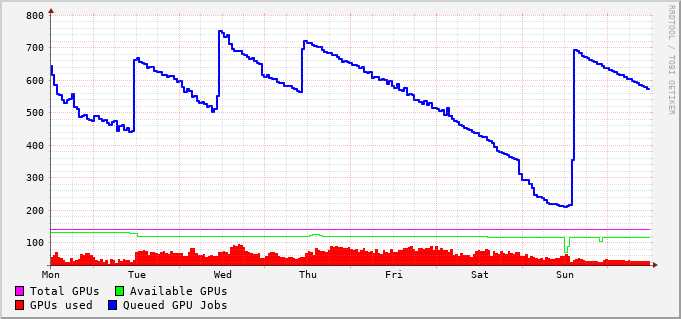 800
700
600
500
400
300
200
100
Mon Tue Wed Thu Fri Sat Sun
Total GPUs Available GPUs
GPUs used Queued GPU Jobs
RRDTOOL / TOBI OETIKER